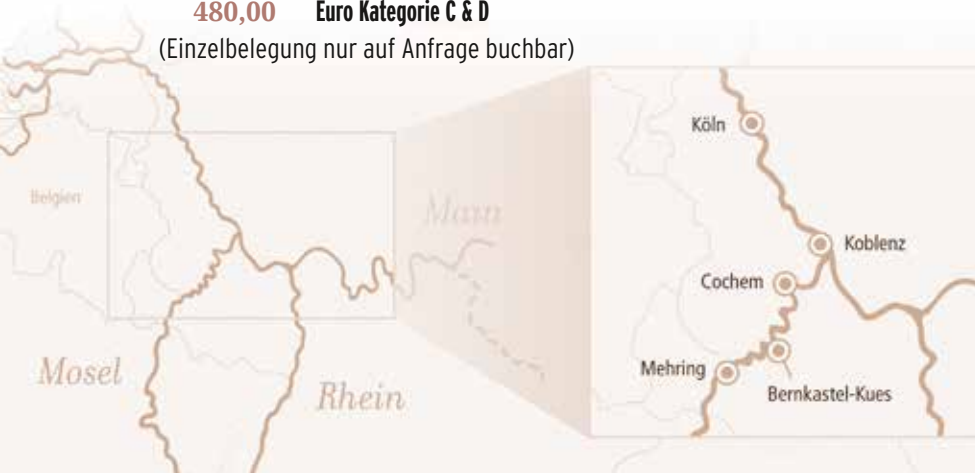 480,00 Euro Kategorie C & D
(Einzelbelegung nur auf Anfrage buchbar)
Köln
Belgien
Main
Koblenz
Cochem
Mosel
Mehring
Rhein
Bernkastel-Kues